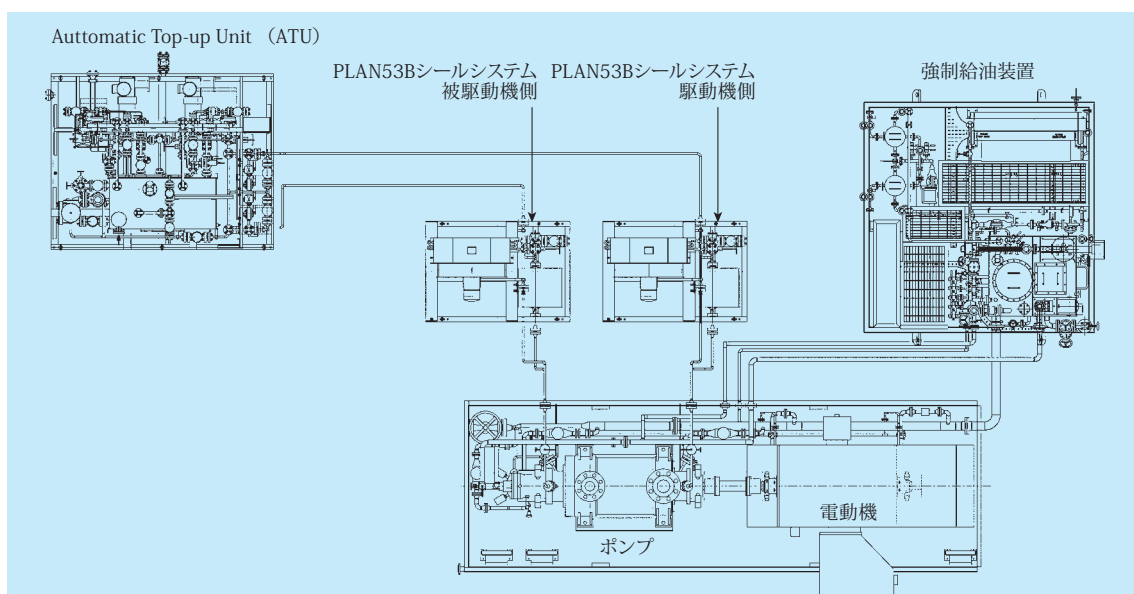 Auttomatic Top-up Unit （ATU）
PLAN53Bシールシステム
被駆動機側
PLAN53Bシールシステム
駆動機側
強制給油装置
電動機
ポンプ